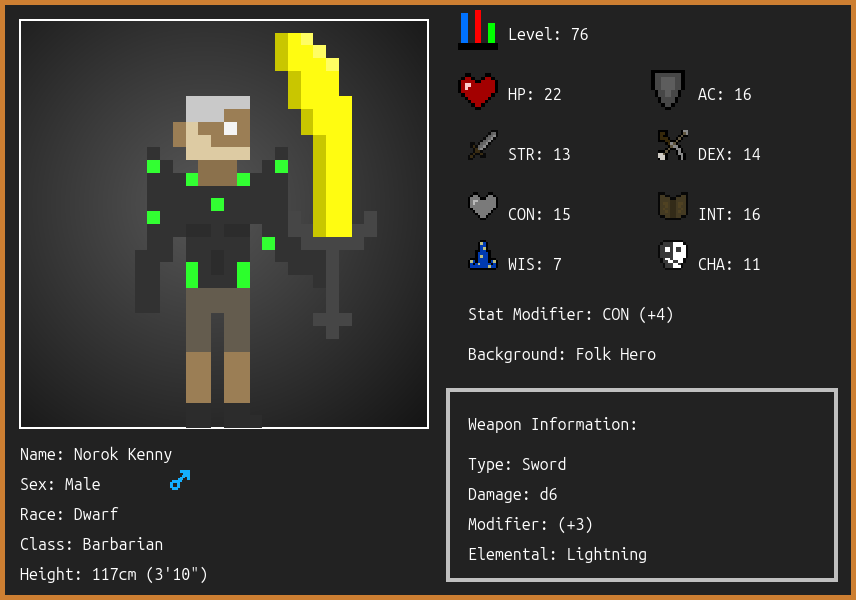 Level: 76
HP: 22
AC: 16
STR: 13
DEX: 14
CON: 15
INT: 16
WIS: 7
CHA: 11
Stat Modifier: CON (+4)
Background: Folk Hero
Weapon Information:
Type: Sword
Damage: d6
Modifier: (+3)
Elemental: Lightning
Name: Norok Kenny
Sex: Male
Race: Dwarf
Class: Barbarian
Height: 117cm (3'10")